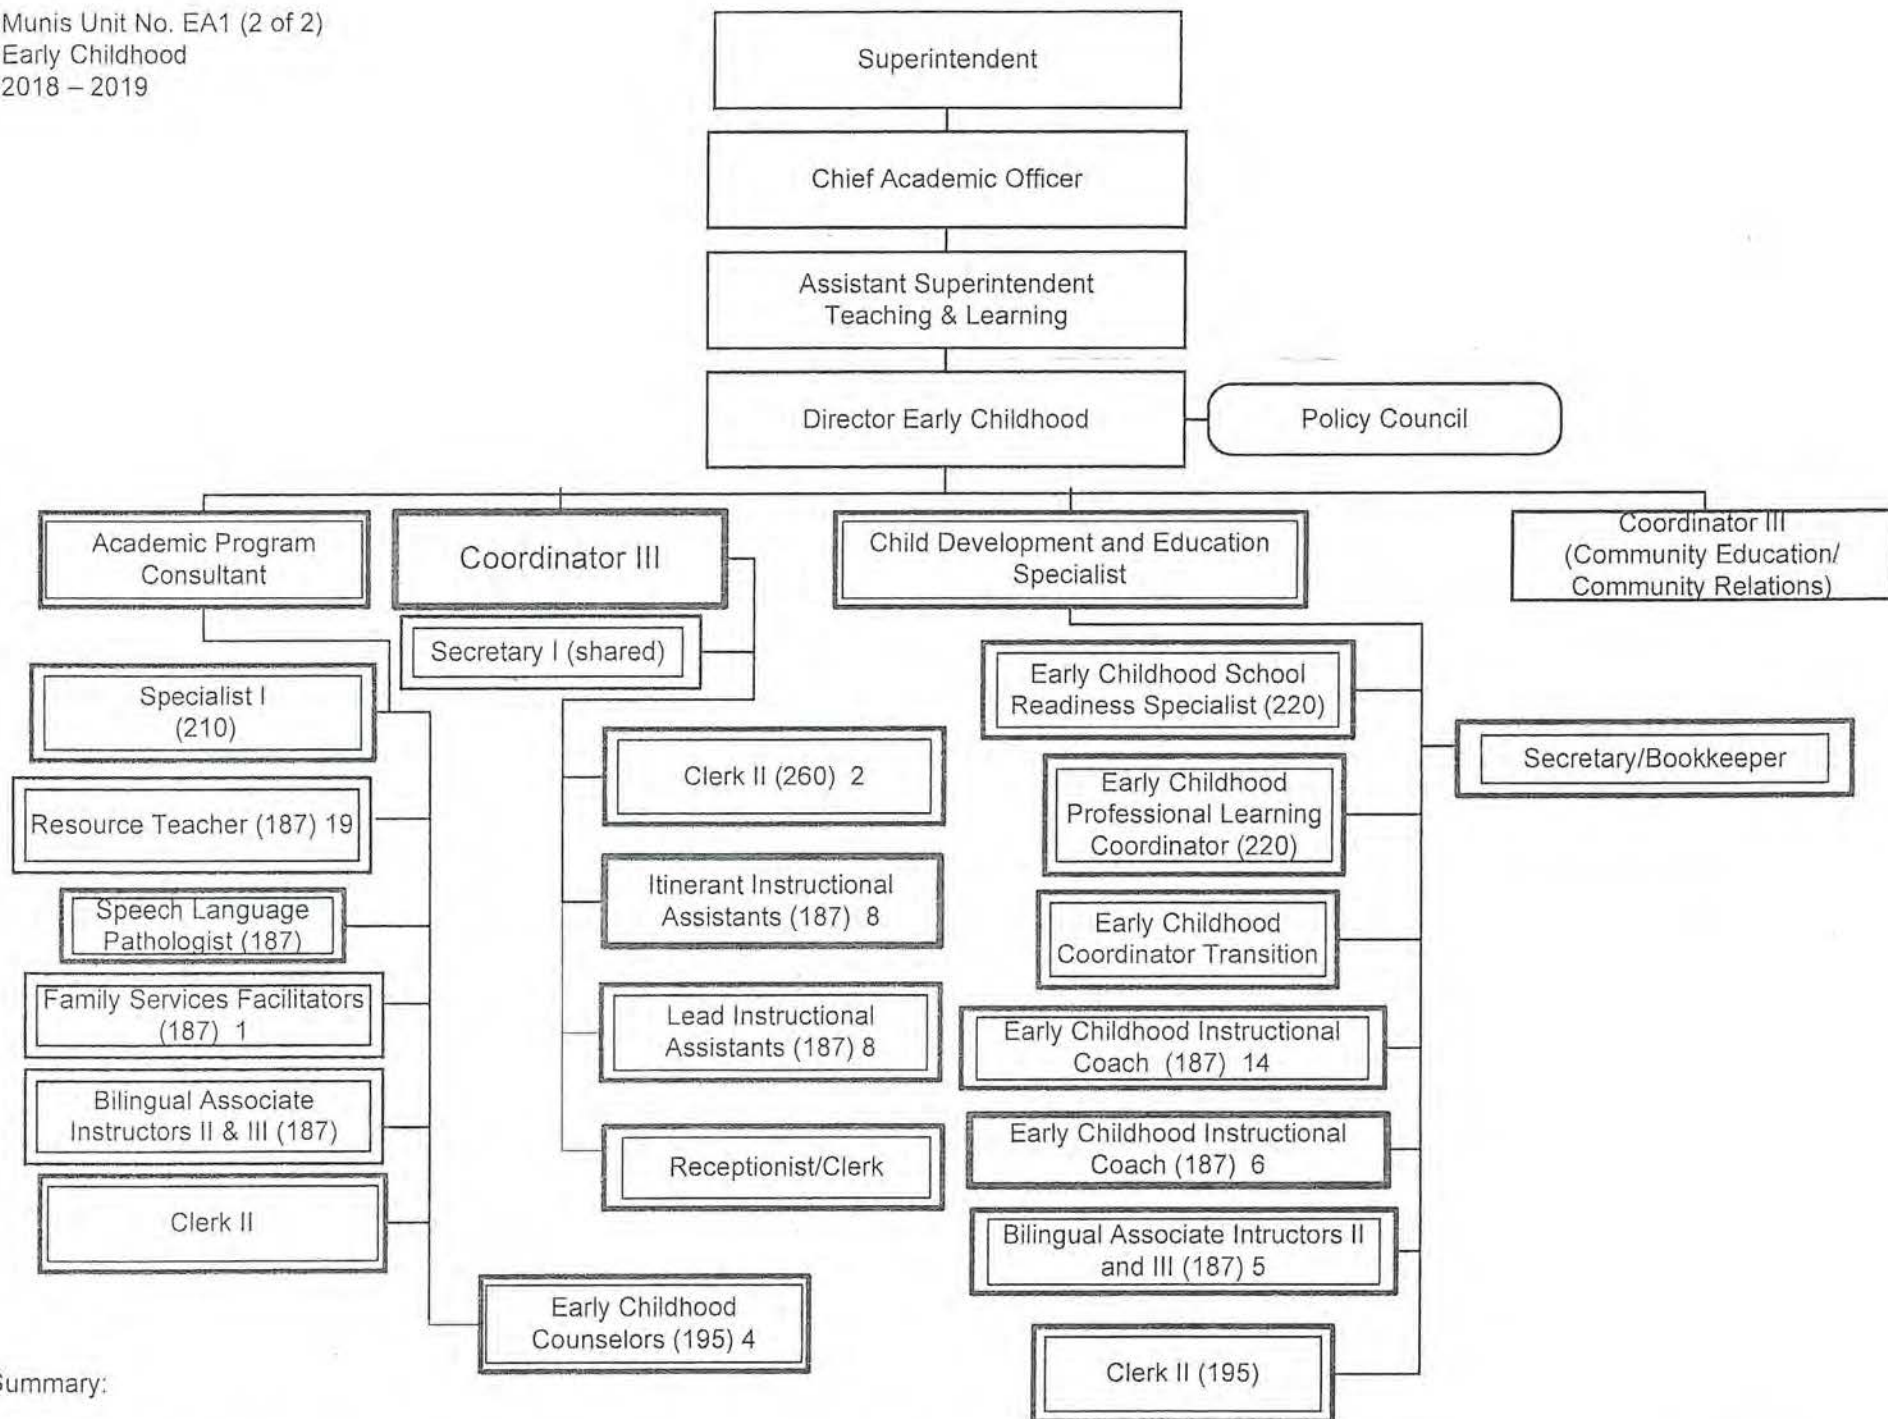 Munis Unit No. EA1 (2 of 2)
Early Childhood
2018 – 2019
Superintendent
Chief Academic Officer
Assistant Superintendent
Teaching & Learning
Director Early Childhood
Policy Council
Academic Program
Consultant
Coordinator III
Child Development and Education
Specialist
Coordinator III
(Community Education/
Community Relations)
Secretary I (shared)
Specialist I
(210)
Resource Teacher (187) 19
Speech Language
Pathologist (187)
Family Services Facilitators
(187) 1
Bilingual Associate
Instructors II & III (187)
Clerk II
Early Childhood
Counselors (195) 4
Clerk II (260) 2
Itinerant Instructional
Assistants (187) 8
Lead Instructional
Assistants (187) 8
Receptionist/Clerk
Early Childhood School
Readiness Specialist (220)
Early Childhood
Professional Learning
Coordinator (220)
Early Childhood
Coordinator Transition
Early Childhood Instructional
Coach (187) 14
Early Childhood Instructional
Coach (187) 6
Bilingual Associate Intructors II
and III (187) 5
Clerk II (195)
Secretary/Bookkeeper
Summary: